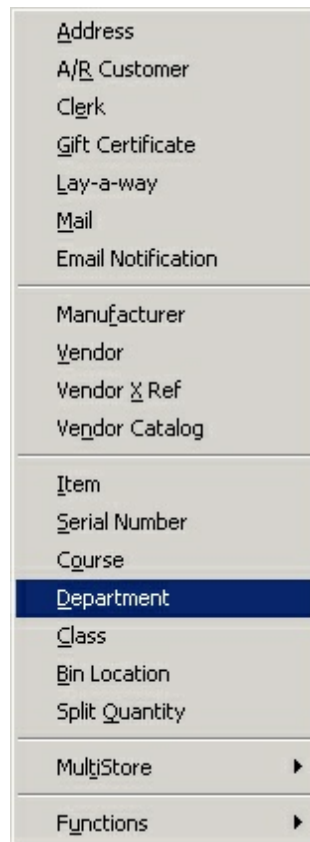 Address
A/R Customer
Clerk
Gift Certificate
Lay-a-way
Mail
Email Notification
Manufacturer
Vendor
Vendor X Ref
Vendor Catalog
Item
Serial Number
Course
Department
Class
Bin Location
Split Quantity
MultiStore
Functions